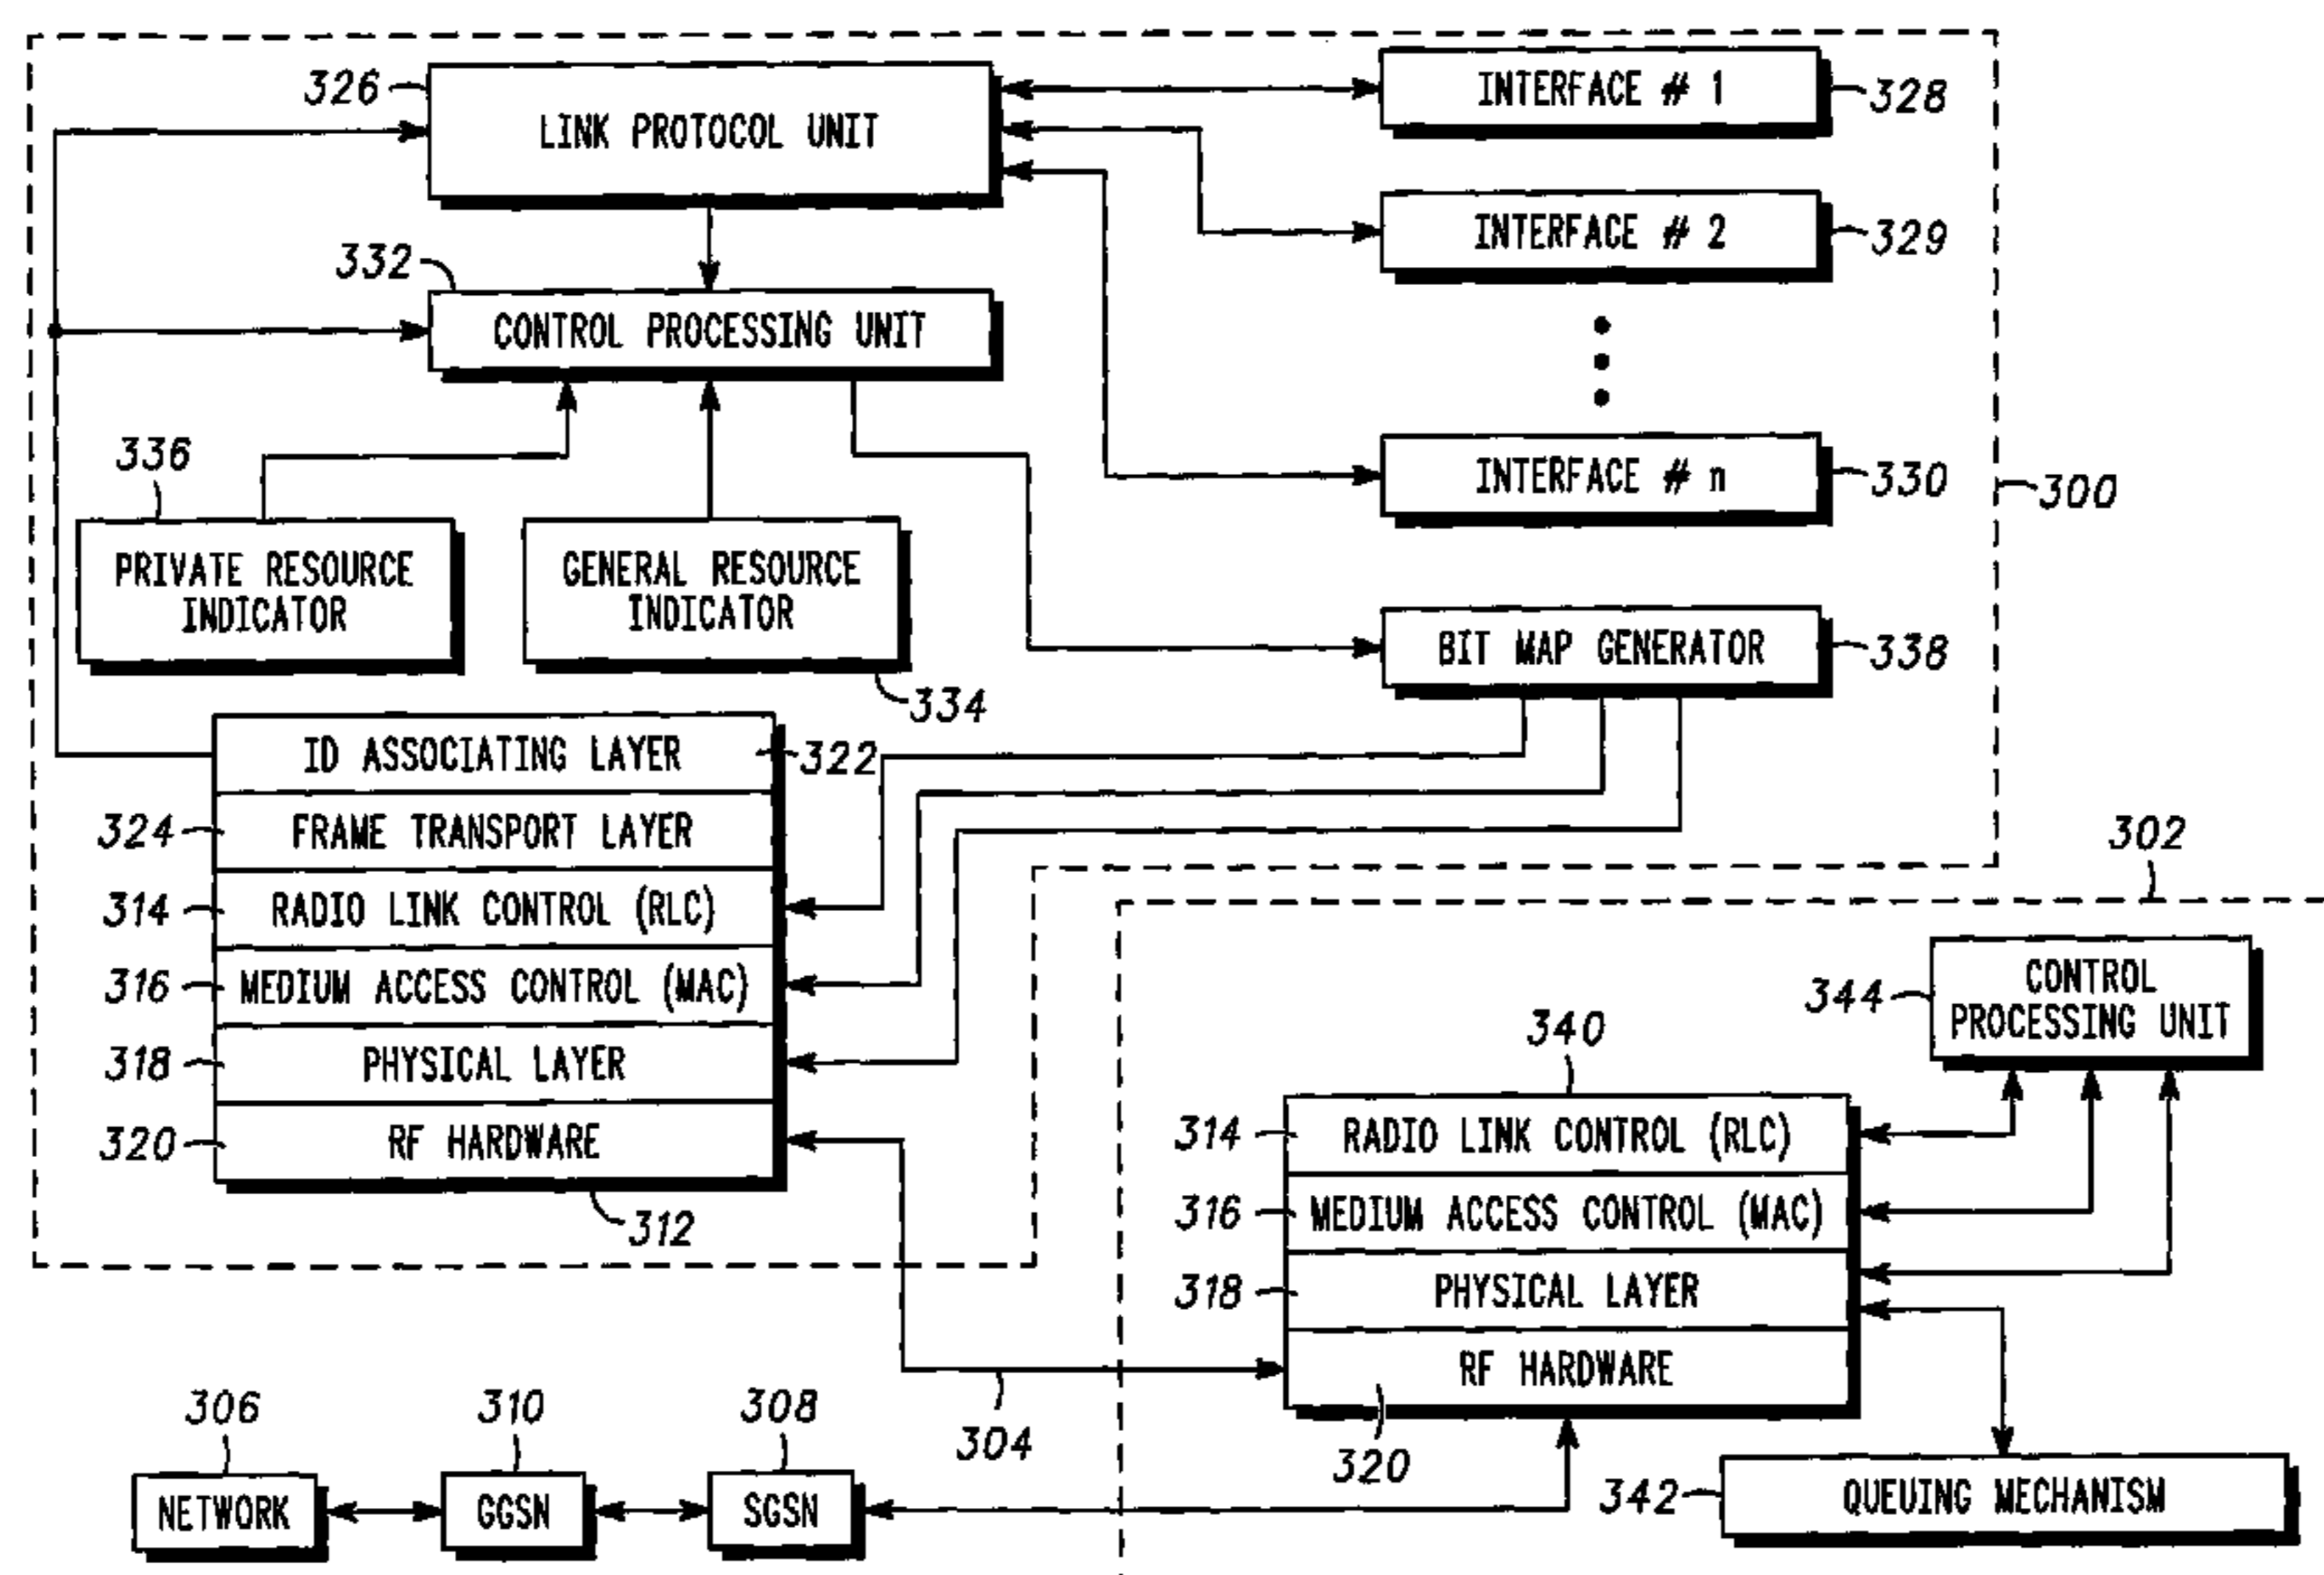 326
LINK PROTOCOL UNIT
INTERFACE # 1
328
INTERFACE # 2
329
332
CONTROL PROCESSING UNIT
INTERFACE # n
330
300
336
PRIVATE RESOURCE
INDICATOR
GENERAL RESOURCE
INDICATOR
334
BIT MAP GENERATOR
338
ID ASSOCIATING LAYER
322
324
FRAME TRANSPORT LAYER
314
RADIO LINK CONTROL (RLC)
316
MEDIUM ACCESS CONTROL (MAC)
318
PHYSICAL LAYER
320
RF HARDWARE
312
302
344
CONTROL
PROCESSING UNIT
340
314
RADIO LINK CONTROL (RLC)
316
MEDIUM ACCESS CONTROL (MAC)
318
PHYSICAL LAYER
RF HARDWARE
320
304
306
NETWORK
310
GGSN
308
SGSN
342
QUEUING MECHANISM